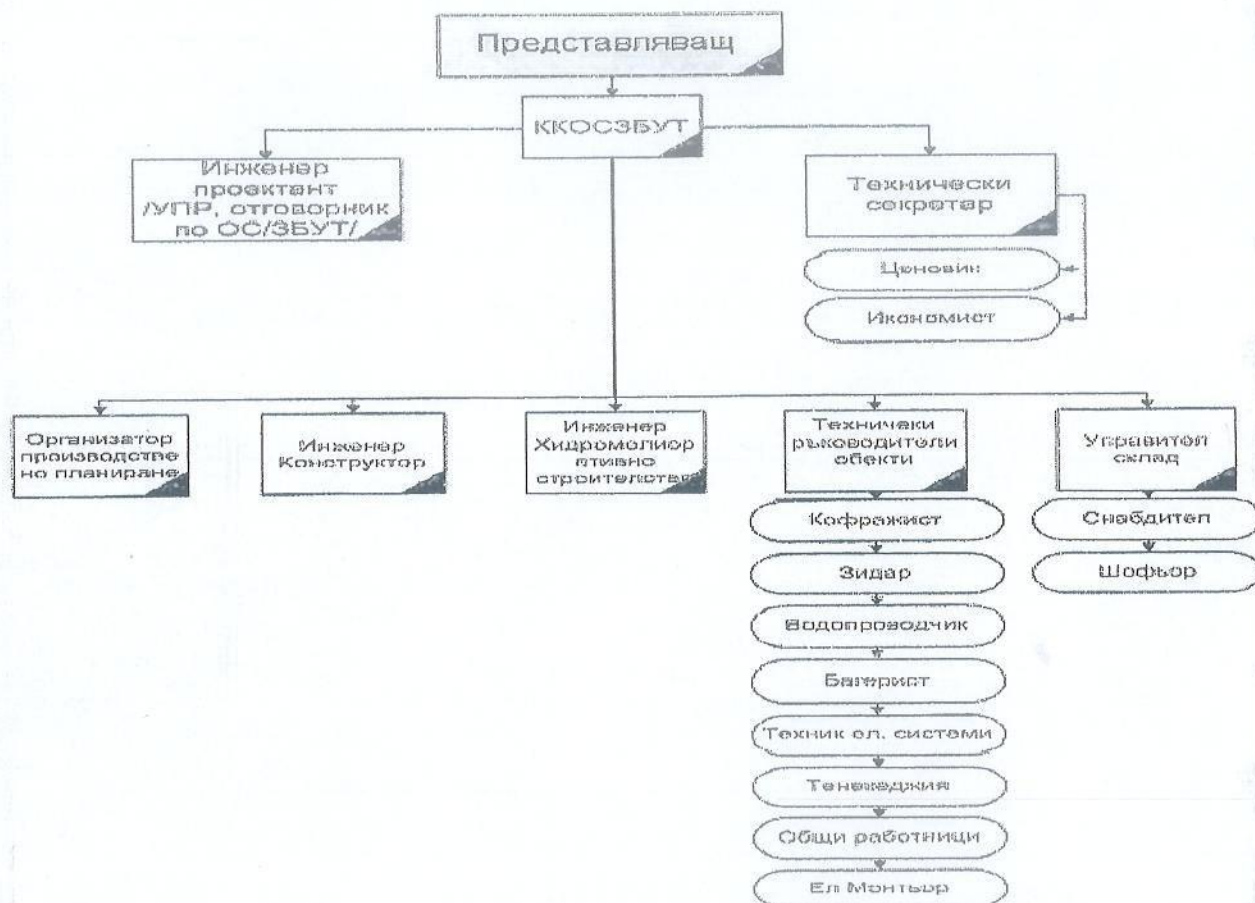 Представляващ
ККОСЗБУТ
Инженер
проектант
/УПР, отговорник
по ОС/ЗБУТ/
Технически
секретар
Ценовик
Икономист
Организатор
производстве
но планиране
Инженер
Конструктор
Инженер
Хидромелиор
ативно
строителство
Техничеки
ръководители
обекти
Управител
склад
Кофражист
Снабдител
Зидар
Шофьор
Водопроводчик
Багерист
Техник ел. системи
Тенекеджия
Общи работници
Ел Монтьор